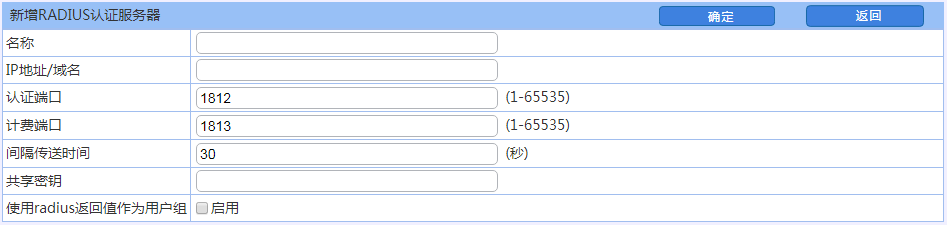 新增RADIUS认证服务器 确定 返回
名称
IP地址/域名
认证端口 1812 (1-65535)
计费端口 1813 (1-65535)
间隔传送时间 30 (秒)
共享密钥
使用radius返回值作为用户组 启用